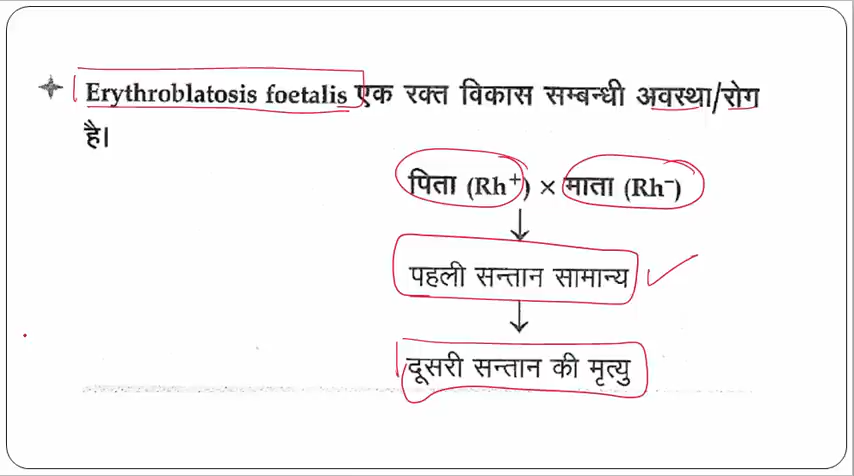 Erythroblatosis foetalis एक रक्त विकास सम्बन्धी अवस्था/रोग
है।
पिता (Rh⁺) × माता (Rh⁻)
पहली सन्तान सामान्य
दूसरी सन्तान की मृत्यु